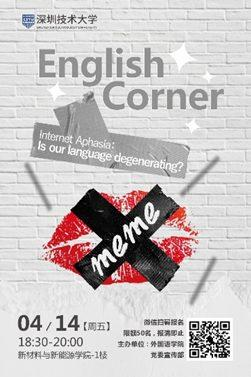 深圳技术大学
English
Corner
Internet Aphasia:
Is our language degenerating?
meme
04 / 14【周五】
18:30-20:00
新材料与新能源学院-1楼
微信扫码报名
限额50名,报满即止
主办单位:外国语学院
党委宣传部